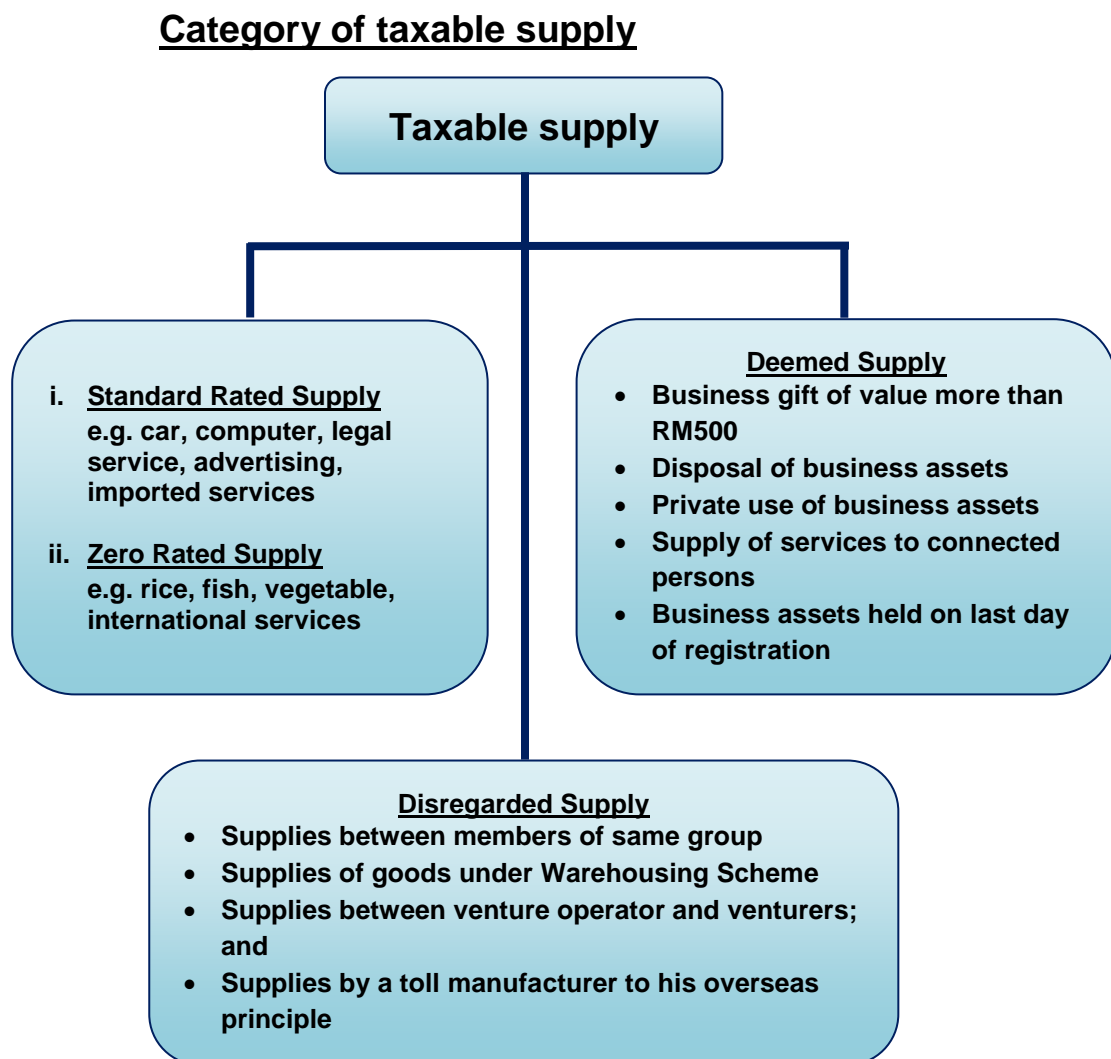 Category of taxable supply
Taxable supply
i. Standard Rated Supply
e.g. car, computer, legal
service, advertising,
imported services
ii. Zero Rated Supply
e.g. rice, fish, vegetable,
international services
Deemed Supply
• Business gift of value more than
RM500
• Disposal of business assets
• Private use of business assets
• Supply of services to connected
persons
• Business assets held on last day
of registration
Disregarded Supply
• Supplies between members of same group
• Supplies of goods under Warehousing Scheme
• Supplies between venture operator and venturers;
and
• Supplies by a toll manufacturer to his overseas
principle